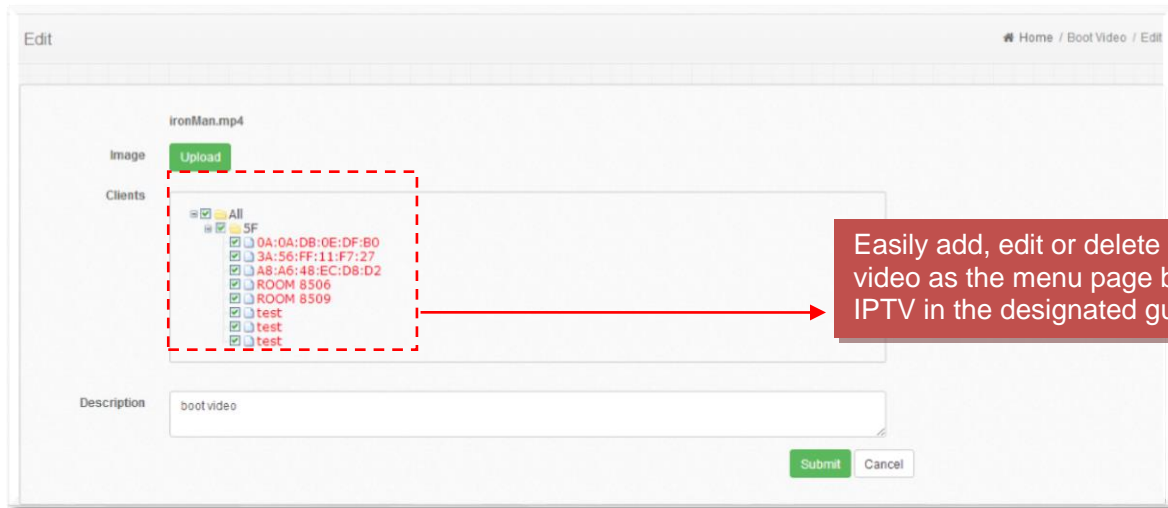 Edit
Home / Boot Video / Edit
ironMan.mp4
Image
Upload
Clients
All
5F
0A:0A:DB:0E:DF:B0
3A:56:FF:11:F7:27
A8:A6:48:EC:D8:D2
ROOM 8506
ROOM 8509
test
test
test
Easily add, edit or delete
video as the menu page
IPTV in the designated
Description
boot video
Submit
Cancel